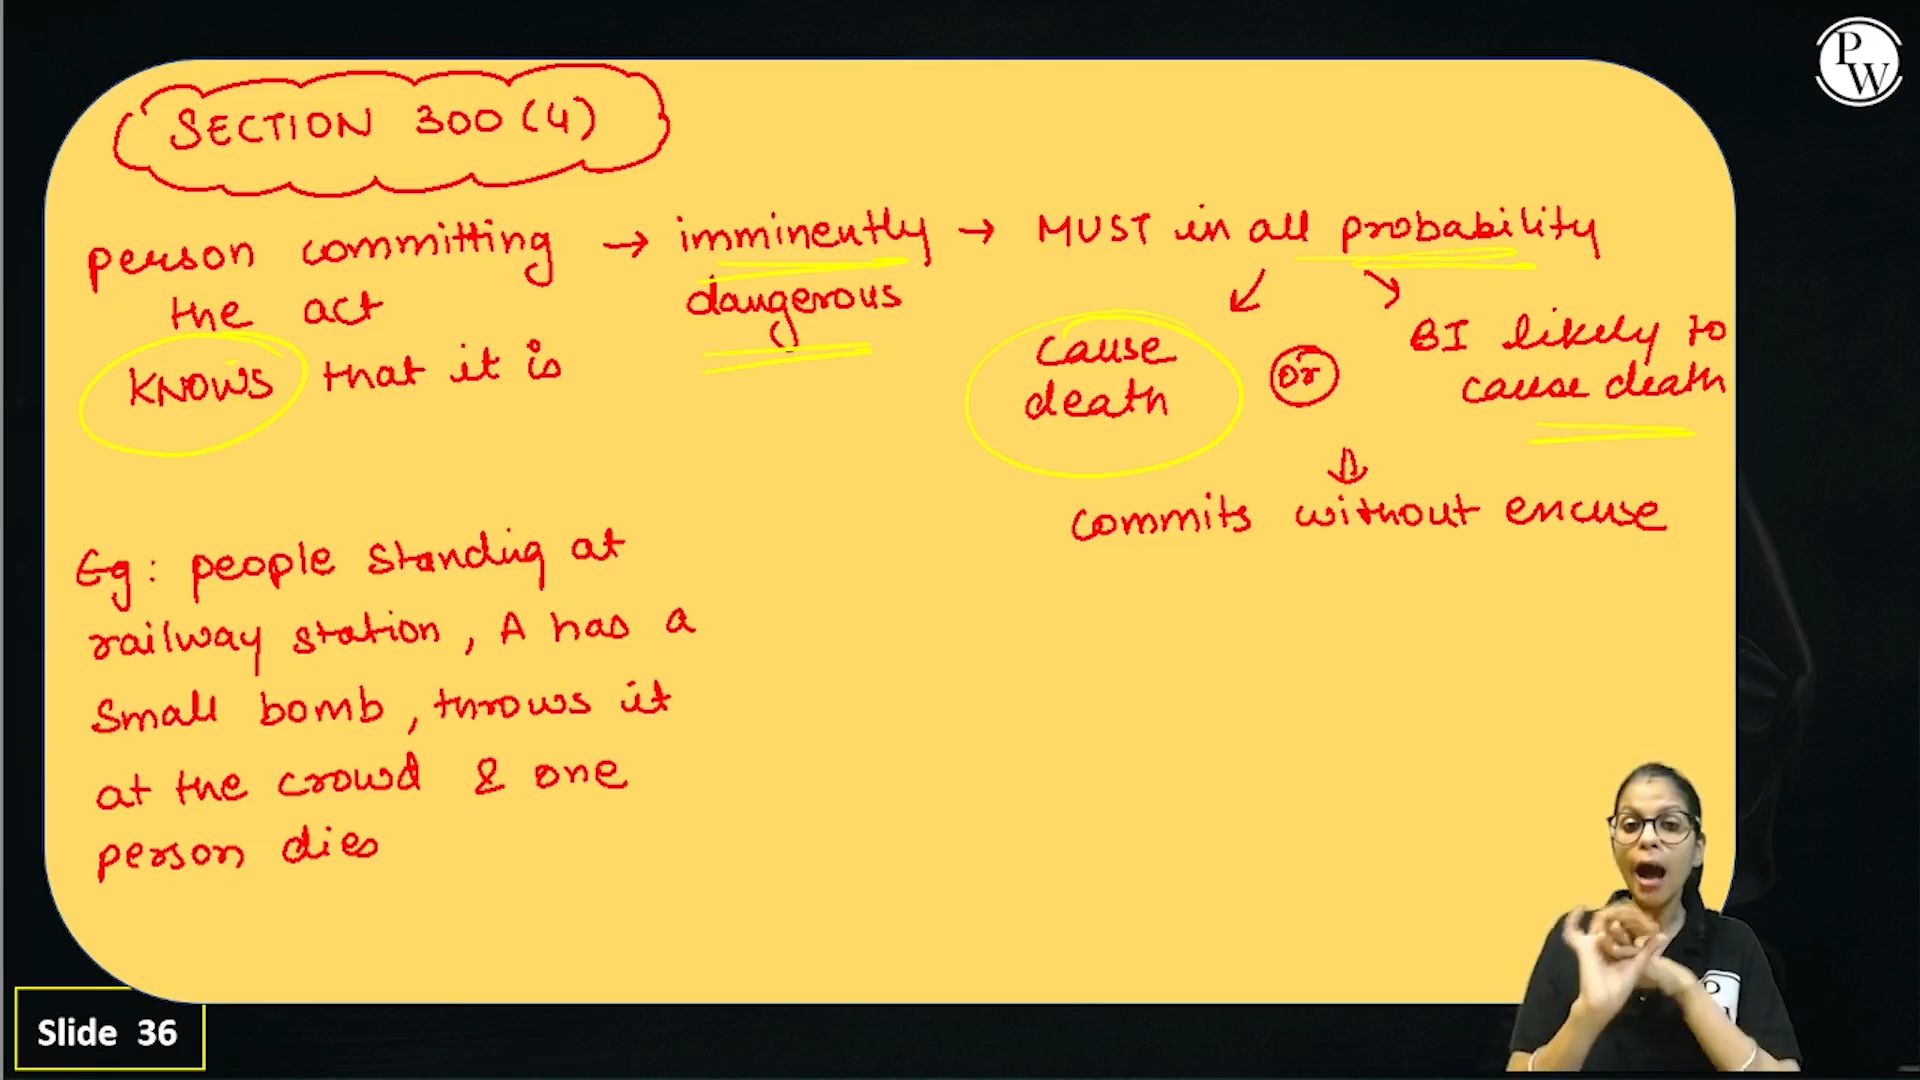 PW
SECTION 300 (4)
person committing → imminently → MUST in all probability
the act dangerous
KNOWS that it is
cause death
or
BI likely to
cause death
commits without excuse
Eg: people standing at
railway station, A has a
small bomb, throws it
at the crowd & one
person dies
Slide 36